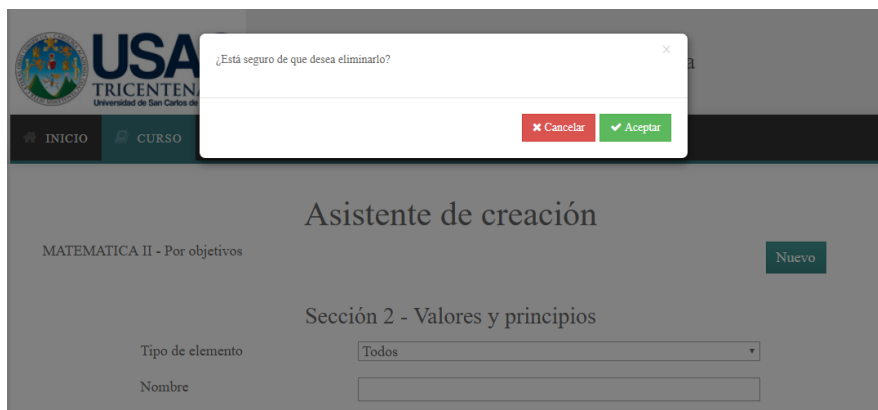 USAC
TRICENTENA
Universidad de San Carlos de
¿Está seguro de que desea eliminarlo?
×
a
Cancelar
Aceptar
INICIO
CURSO
Asistente de creación
MATEMATICA II - Por objetivos
Nuevo
Sección 2 - Valores y principios
Tipo de elemento
Todos
Nombre